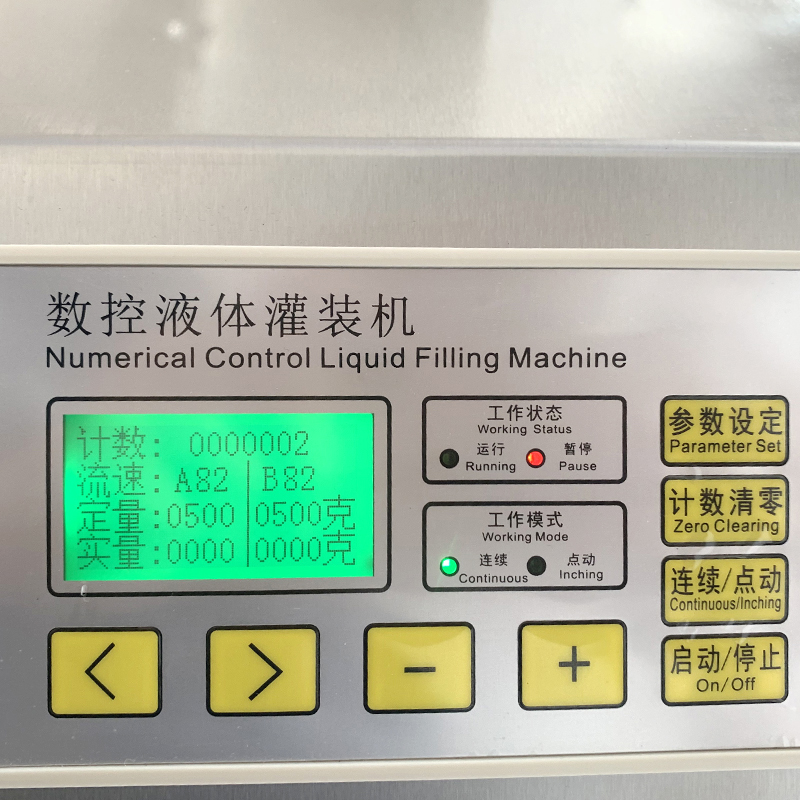 数控液体灌装机
Numerical Control Liquid Filling Machine
计数: 0000002
流速: A82 B82
定量:0500 0500克
实量:0000 0000克
工作状态
Working Status
运行
Running
暂停
Pause
工作模式
Working Mode
连续
Continuous
点动
Inching
参数设定
Parameter Set
计数清零
Zero Clearing
连续/点动
Continuous/Inching
启动/停止
On/Off
< > − +